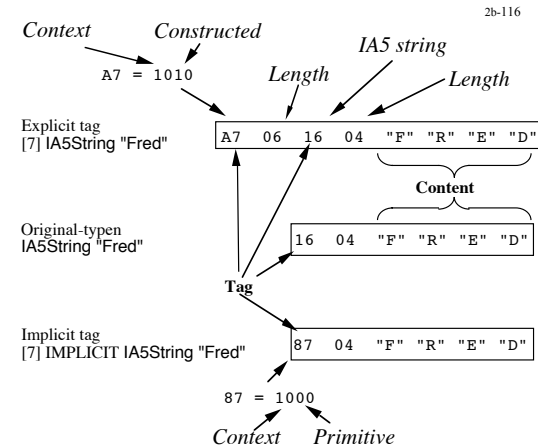 2b-116
Context Constructed
A7 = 1010
IA5 string
Length
Length
Explicit tag
[7] IA5String "Fred"
A7 06 16 04 "F" "R" "E" "D"
Content
Original-typen
IA5String "Fred"
16 04 "F" "R" "E" "D"
Tag
Implicit tag
[7] IMPLICIT IA5String "Fred"
87 04 "F" "R" "E" "D"
87 = 1000
Context Primitive